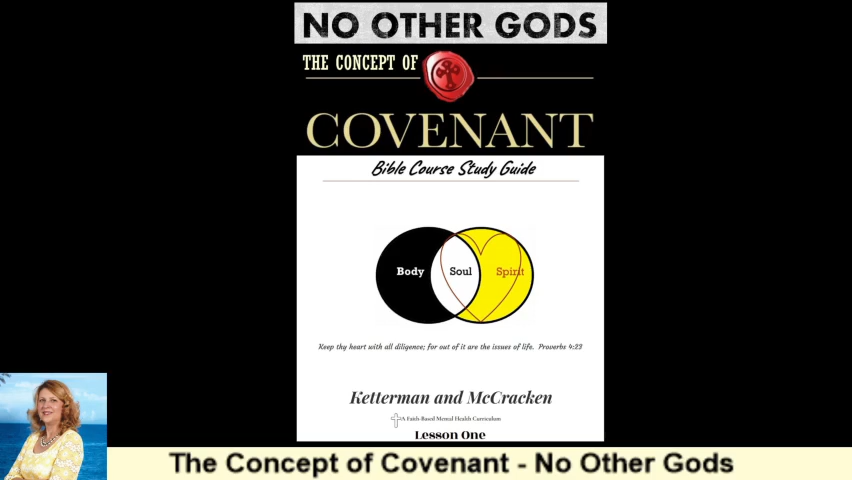 NO OTHER GODS
THE CONCEPT OF
COVENANT
Bible Course Study Guide
Body Soul Spirit
Keep thy heart with all diligence; for out of it are the issues of life. Proverbs 4:23
Ketterman and McCracken
A Faith-Based Mental Health Curriculum
Lesson One
The Concept of Covenant - No Other Gods